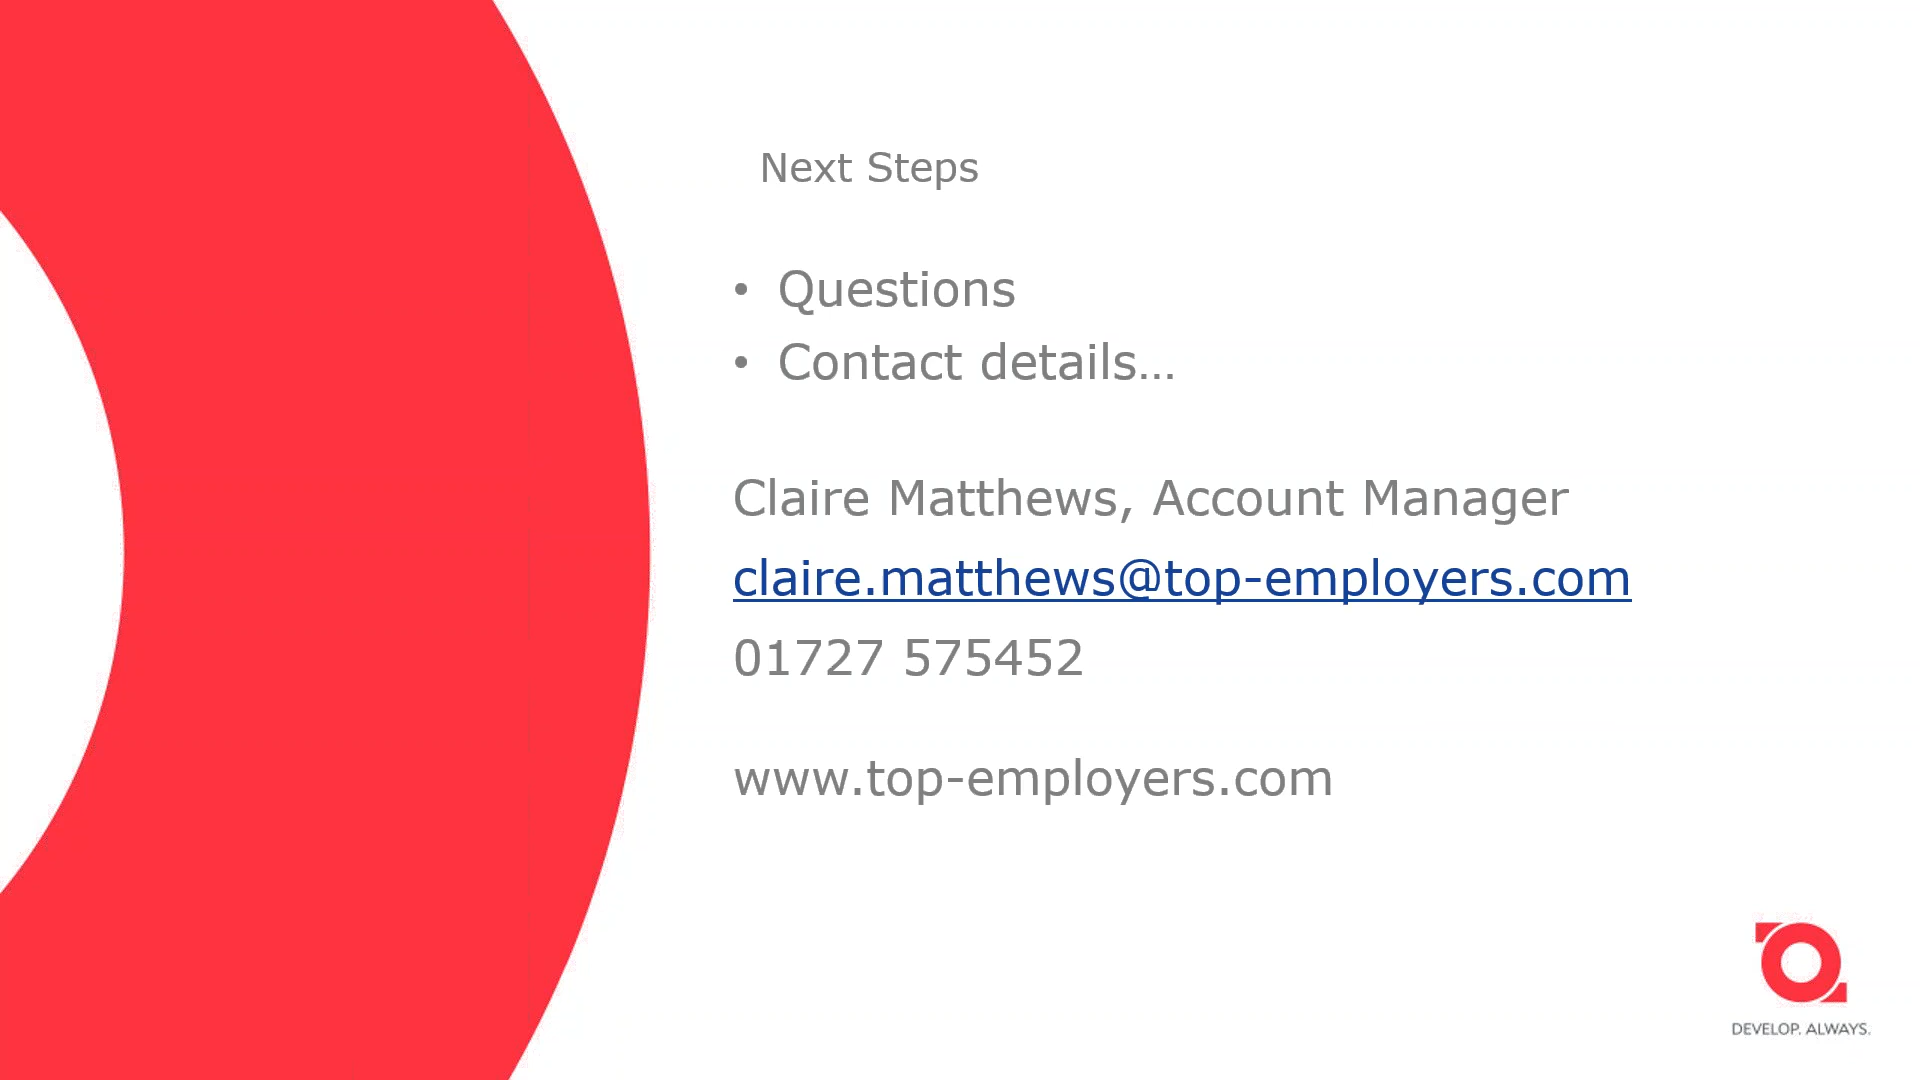 Next Steps
• Questions
• Contact details...
Claire Matthews, Account Manager
claire.matthews@top-employers.com
01727 575452
www.top-employers.com
DEVELOP. ALWAYS.